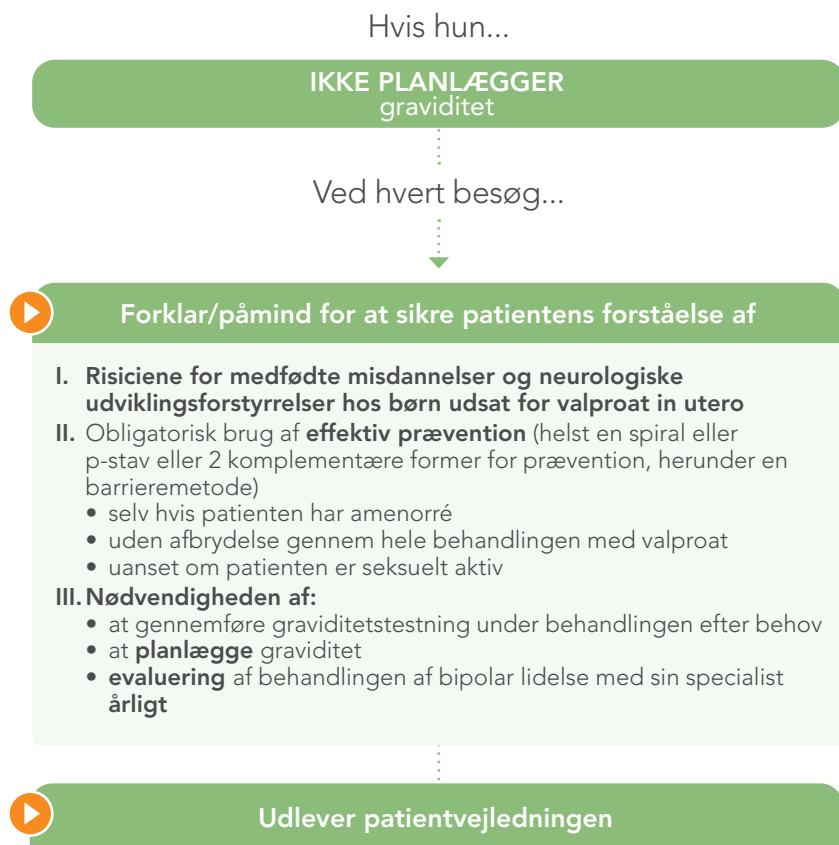 Hvis hun...
IKKE PLANLÆGGER
graviditet
Ved hvert besøg...
Forklar/påmind for at sikre patientens forståelse af
I. Risiciene for medfødte misdannelser og neurologiske
udviklingsforstyrrelser hos børn udsat for valproat in utero
II. Obligatorisk brug af effektiv prævention (helst en spiral eller
p-stav eller 2 komplementære former for prævention, herunder en
barrieremetode)
• selv hvis patienten har amenorré
• uden afbrydelse gennem hele behandlingen med valproat
• uanset om patienten er seksuelt aktiv
III. Nødvendigheden af:
• at gennemføre graviditetstestning under behandlingen efter behov
• at planlægge graviditet
• evaluering af behandlingen af bipolar lidelse med sin specialist
årligt
Udlever patientvejledningen